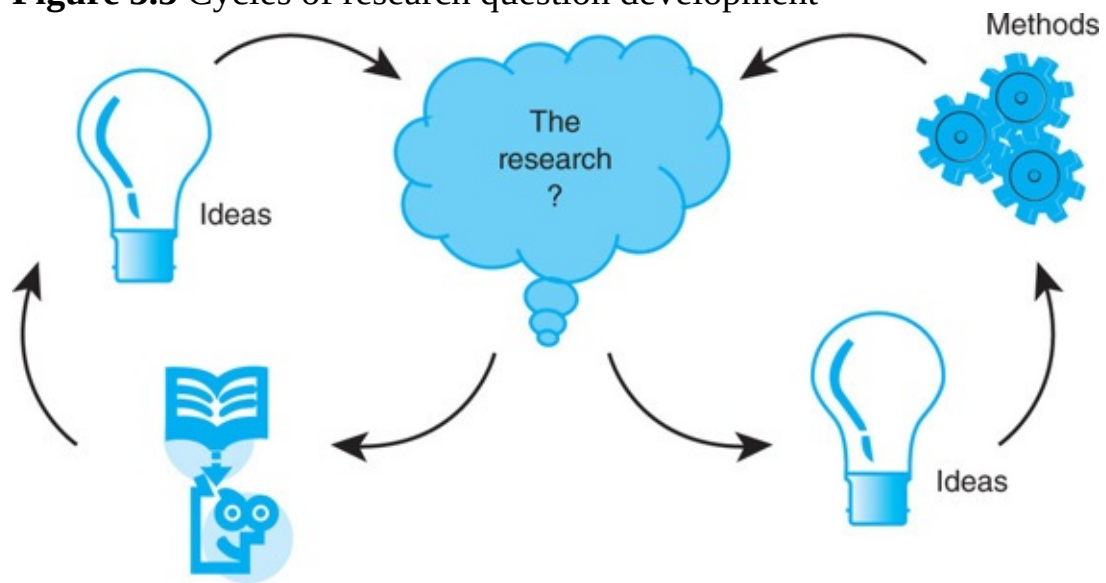 Figure 3.3 Cycles of research question development
Methods
The
research
?
Ideas
Ideas